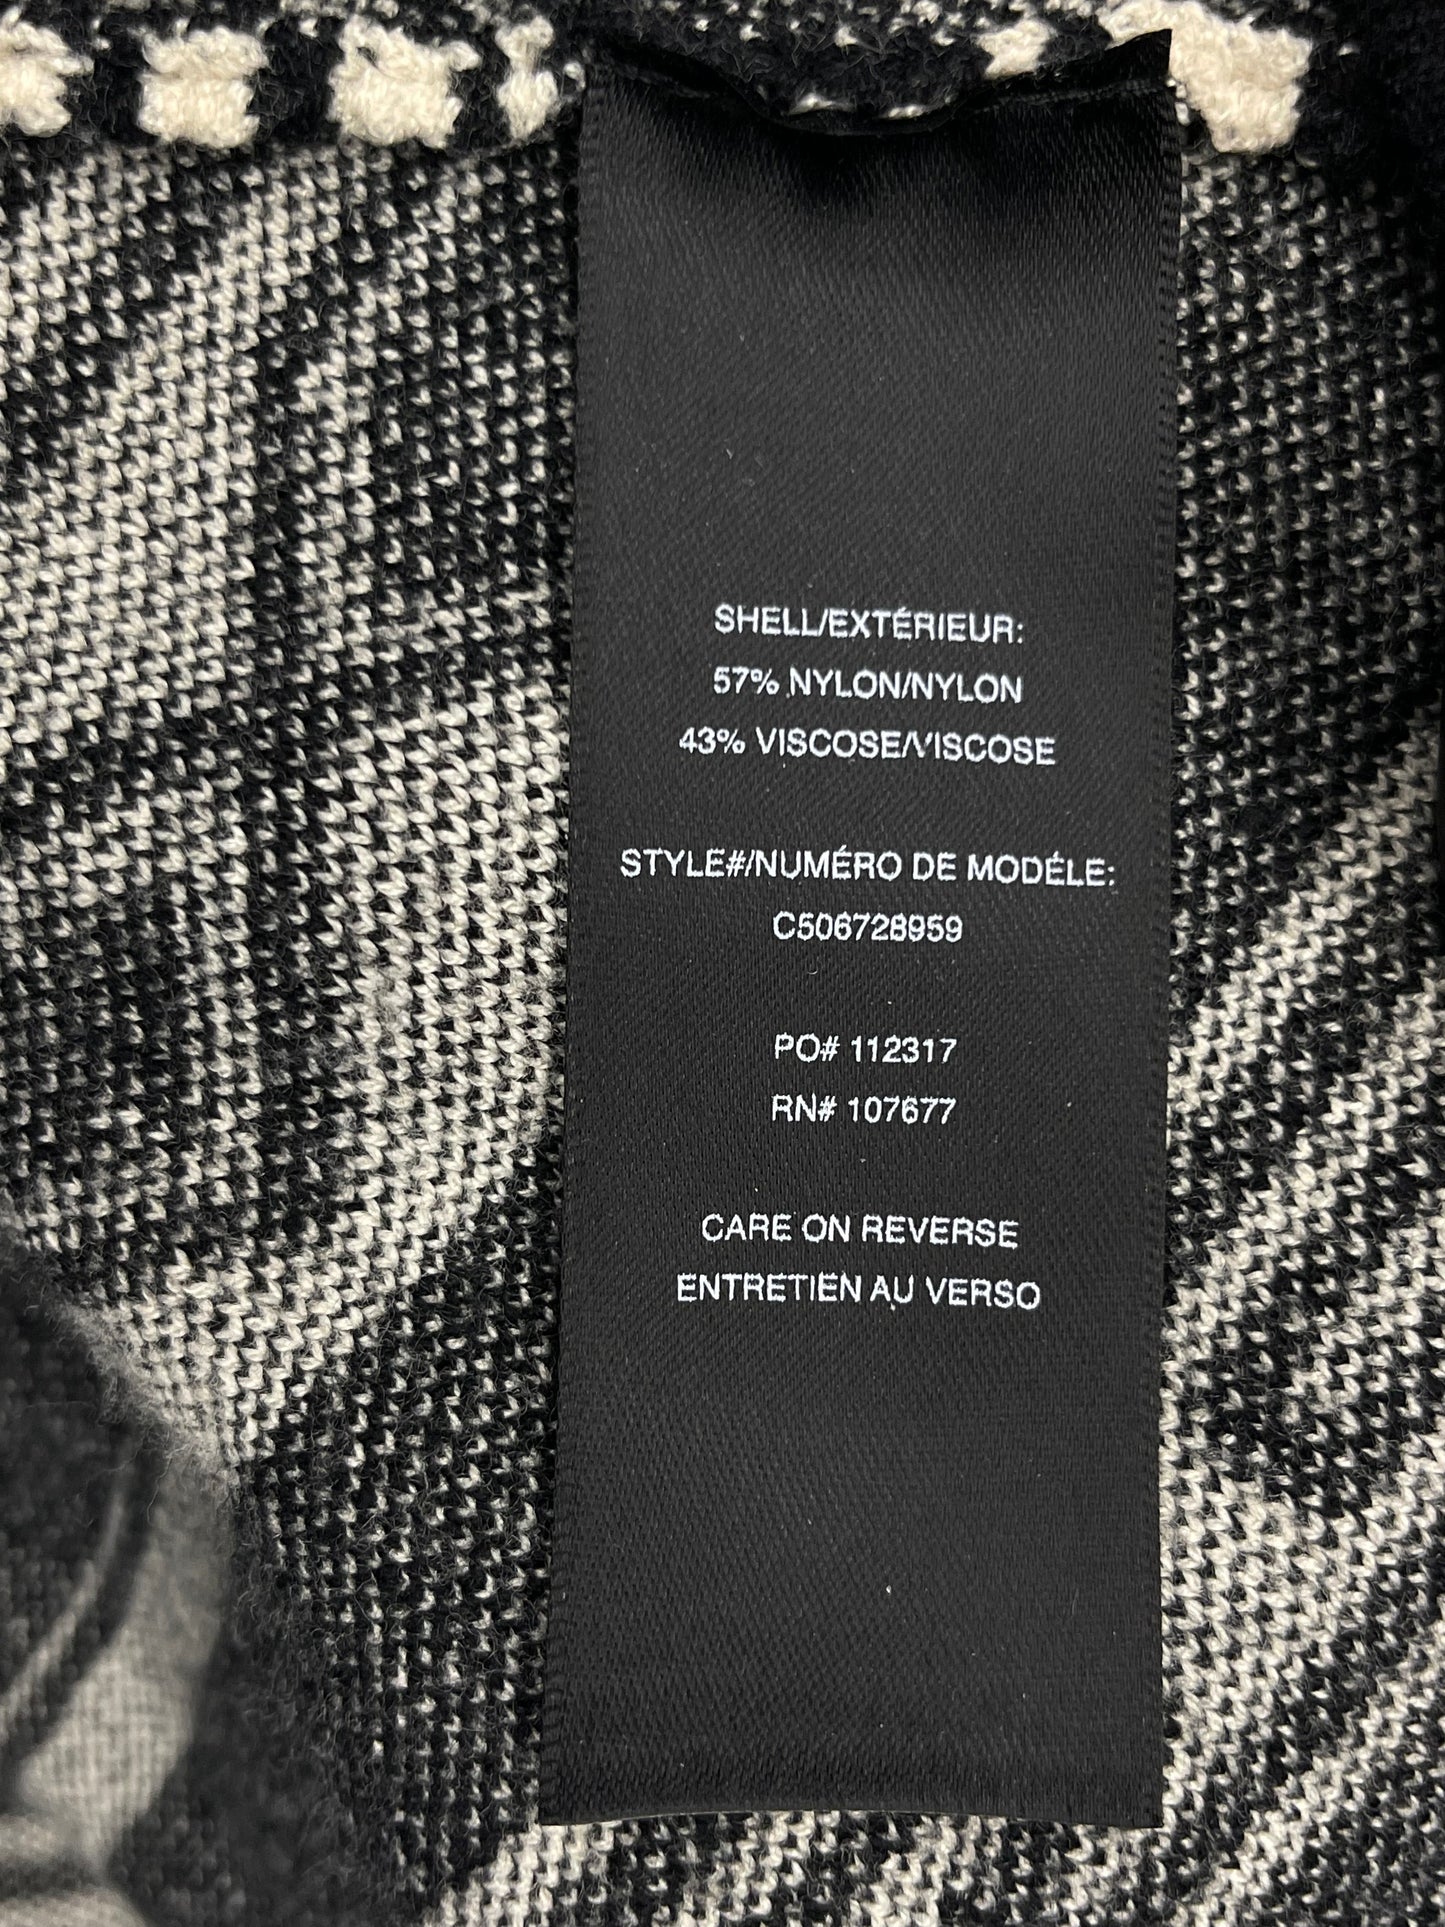 SHELL/EXTÉRIEUR:
57% NYLON/NYLON
43% VISCOSE/VISCOSE
STYLE#/NUMÉRO DE MODÉLE:
C506728959
PO# 112317
RN# 107677
CARE ON REVERSE
ENTRETIEN AU VERSO